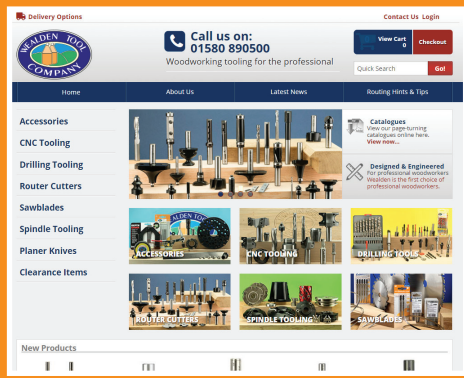 Delivery Options
Contact Us Login
WEALDEN TOOL
COMPANY
Call us on:
01580 890500
Woodworking tooling for the professional
View Cart
0
Checkout
Quick Search
Go!
Home
About Us
Latest News
Routing Hints & Tips
Accessories
CNC Tooling
Drilling Tooling
Router Cutters
Sawblades
Spindle Tooling
Planer Knives
Clearance Items
Catalogues
View our page-turning
catalogues online here.
View now...
Designed & Engineered
For professional woodworkers
Wealden is the first choice of
professional woodworkers.
ACCESSORIES
CNC TOOLING
DRILLING TOOLS
ROUTER CUTTERS
SPINDLE TOOLING
SAWBLADES
New Products